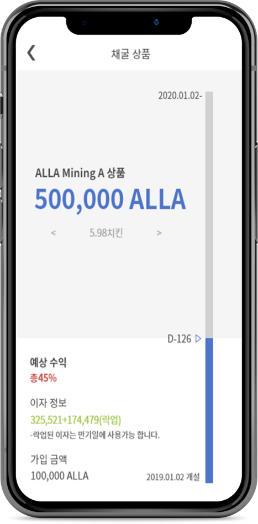 채굴 상품
2020.01.02-
ALLA Mining A 상품
500,000 ALLA
< 5.98치킨 >
D-126
예상 수익
총45%
이자 정보
325,521+174,479(락업)
-락업된 이자는 만기일에 사용가능 합니다.
가입 금액
100,000 ALLA
2019.01.02 개설